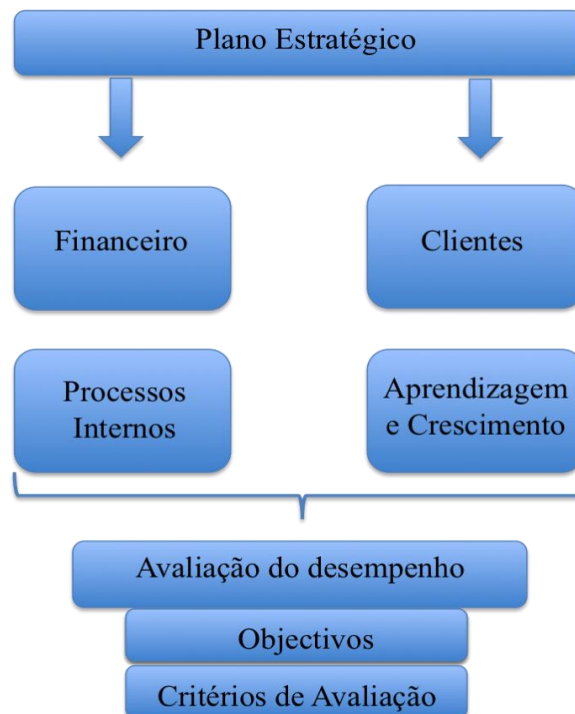 Plano Estratégico
Financeiro
Clientes
Processos
Internos
Aprendizagem
e Crescimento
Avaliação do desempenho
Objectivos
Critérios de Avaliação